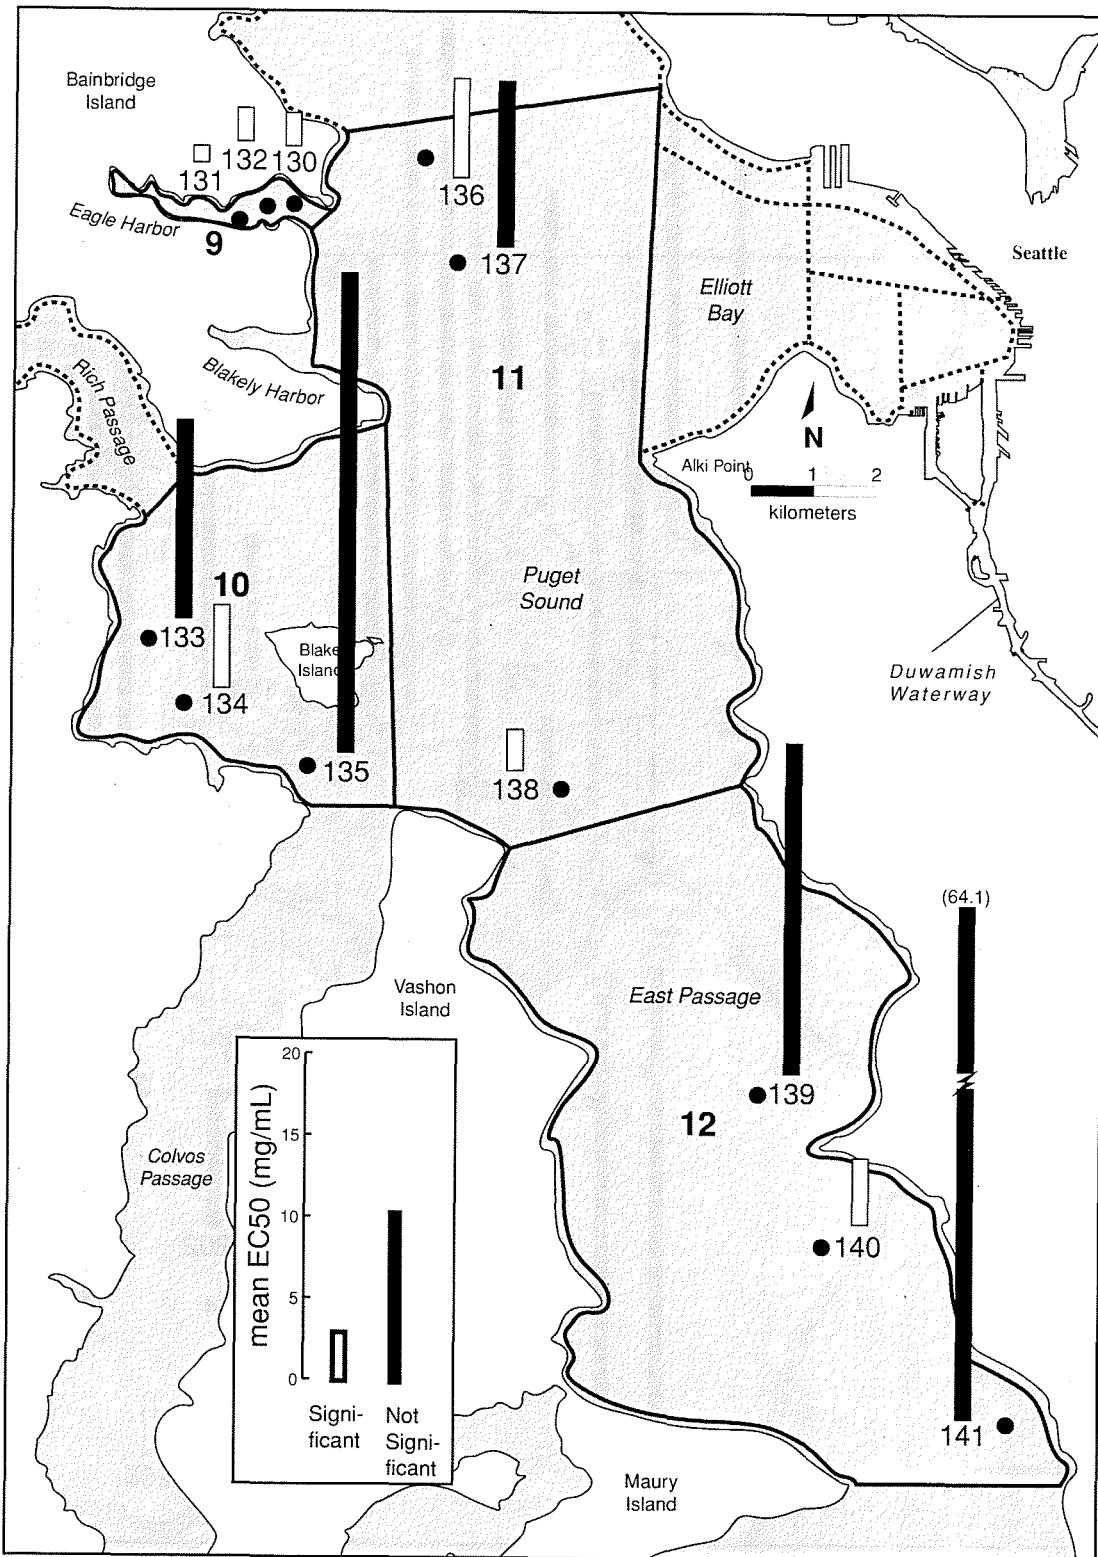 Bainbridge
Island
132
130
131
136
Eagle Harbor
9
137
Seattle
Elliott
Bay
Rich Passage
Blakely Harbor
11
N
Alki Point
0 1 2
kilometers
10
Puget
Sound
133
Blake
Island
134
Duwamish
Waterway
135
138
(64.1)
Vashon
Island
East Passage
139
12
Colvos
Passage
140
141
mean EC50 (mg/mL)
20
15
10
5
0
Signi-
ficant
Not
Signi-
ficant
Maury
Island